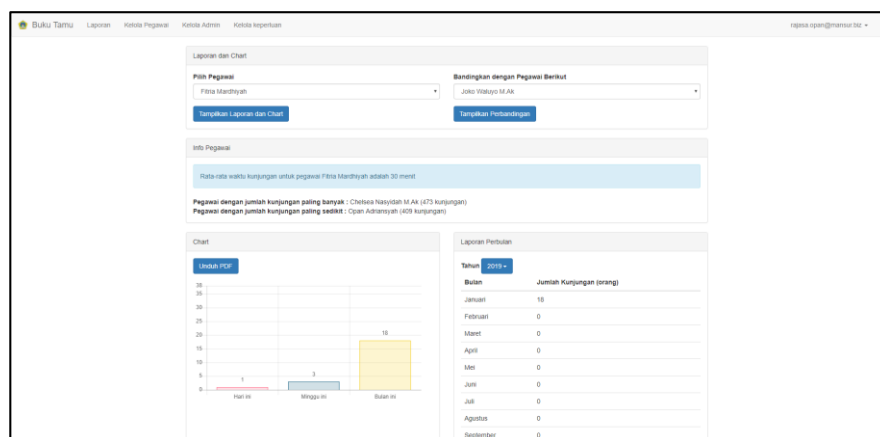 Buku Tamu Laporan Kelola Pegawai Kelola Admin Kelola keperluan rajasa.opan@mansur.biz
Laporan dan Chart
Pilih Pegawai
Fitria Mardhiyah
Tampilkan Laporan dan Chart
Bandingkan dengan Pegawai Berikut
Joko Waluyo M.Ak
Tampilkan Perbandingan
Info Pegawai
Rata-rata waktu kunjungan untuk pegawai Fitria Mardhiyah adalah 30 menit
Pegawai dengan jumlah kunjungan paling banyak : Chelsea Nasyidah M.Ak (473 kunjungan)
Pegawai dengan jumlah kunjungan paling sedikit : Opan Adriansyah (409 kunjungan)
Chart
Unduh PDF
38
35
30
25
20
15
10
5
0
1
3
18
Hari ini Minggu ini Bulan ini
Laporan Perbulan
Tahun 2019
Bulan Jumlah Kunjungan (orang)
Januari 18
Februari 0
Maret 0
April 0
Mei 0
Juni 0
Juli 0
Agustus 0
September 0